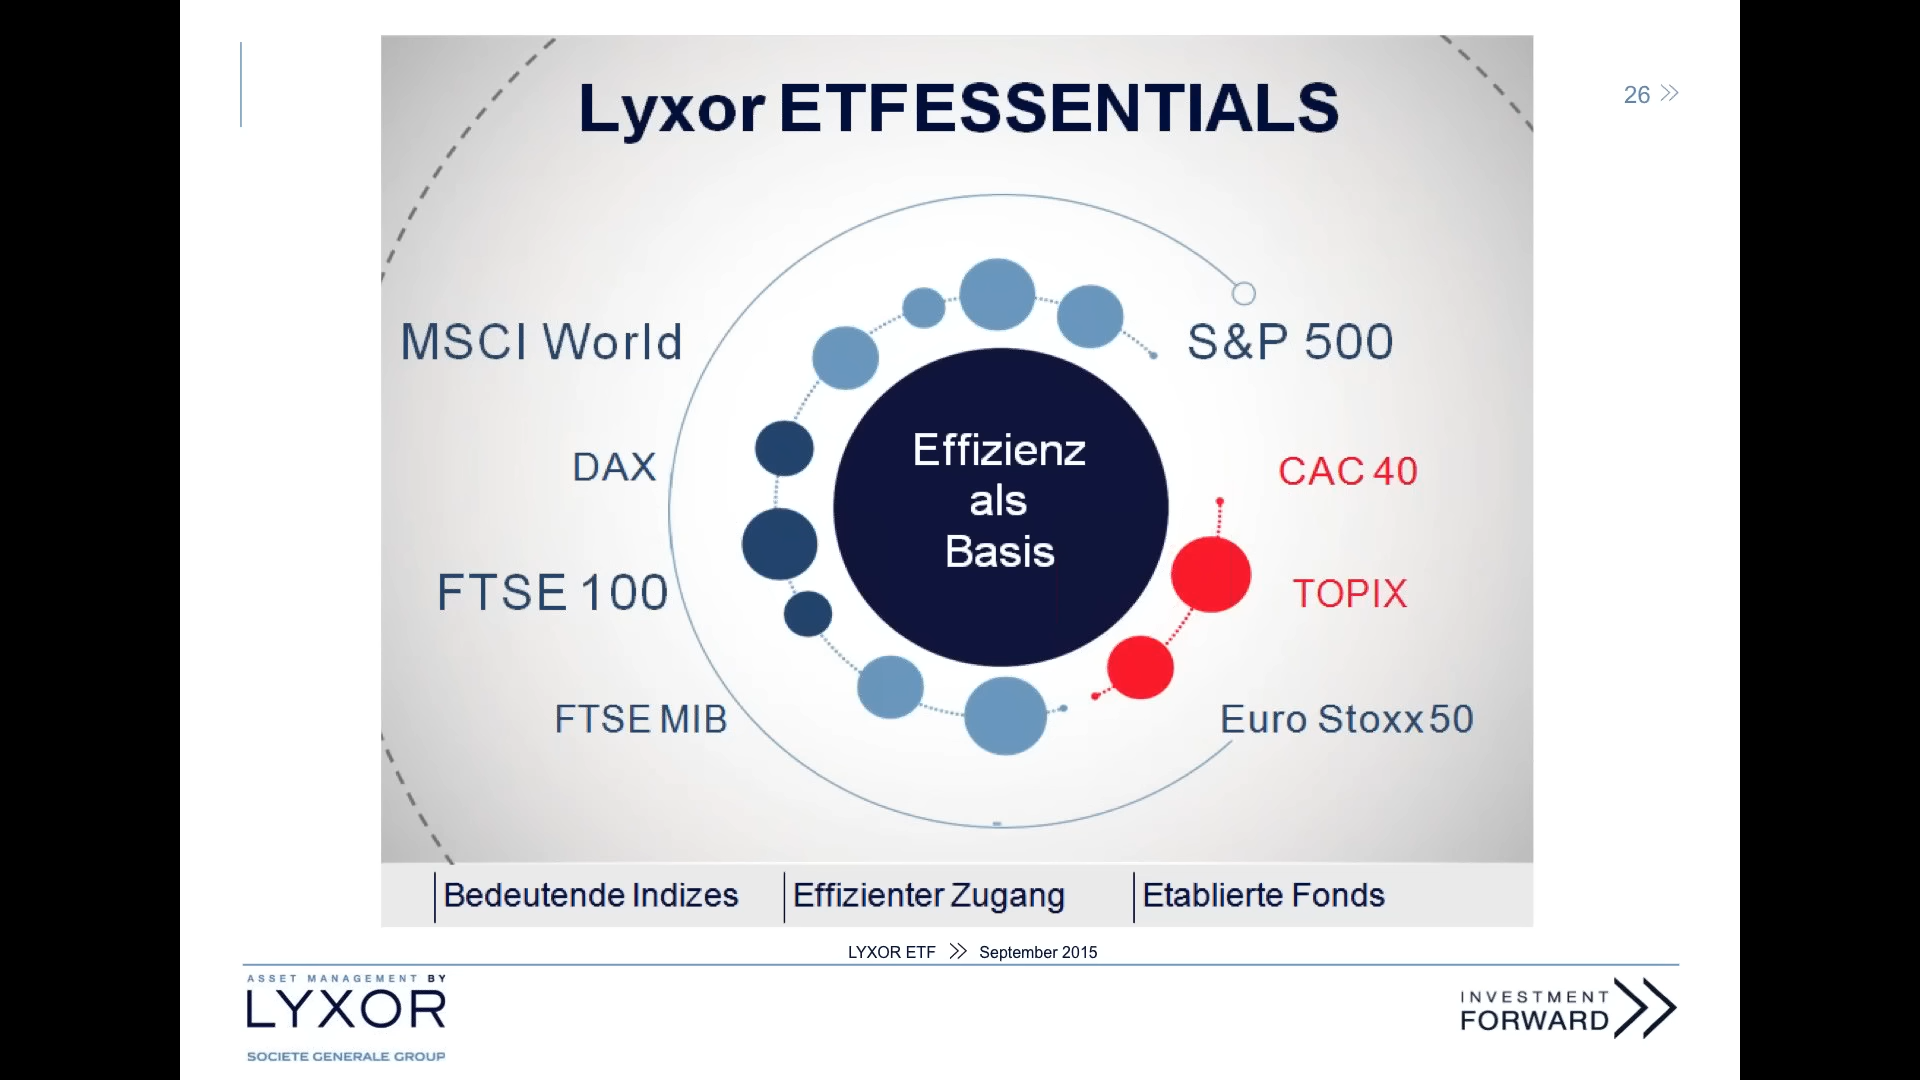 Lyxor ETFESSENTIALS
26
MSCI World
S&P 500
DAX
CAC 40
Effizienz
als
Basis
FTSE 100
TOPIX
FTSE MIB
Euro Stoxx 50
Bedeutende Indizes
Effizienter Zugang
Etablierte Fonds
LYXOR ETF
September 2015
ASSET MANAGEMENT BY
LYXOR
SOCIETE GENERALE GROUP
INVESTMENT
FORWARD